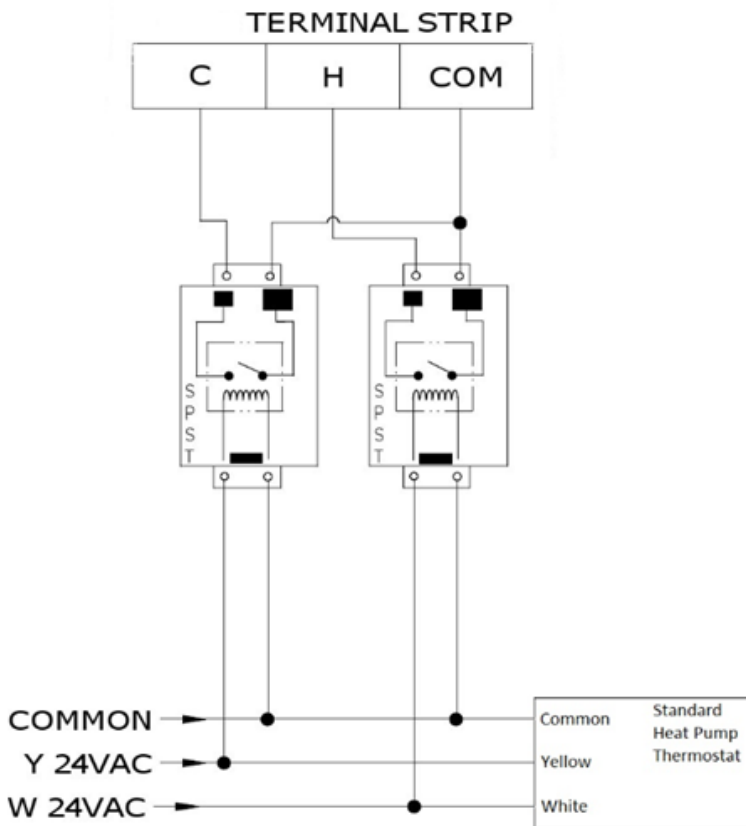 TERMINAL STRIP
C H COM
S
P
S
T
S
P
S
T
COMMON
Y 24VAC
W 24VAC
Common
Yellow
White
Standard
Heat Pump
Thermostat